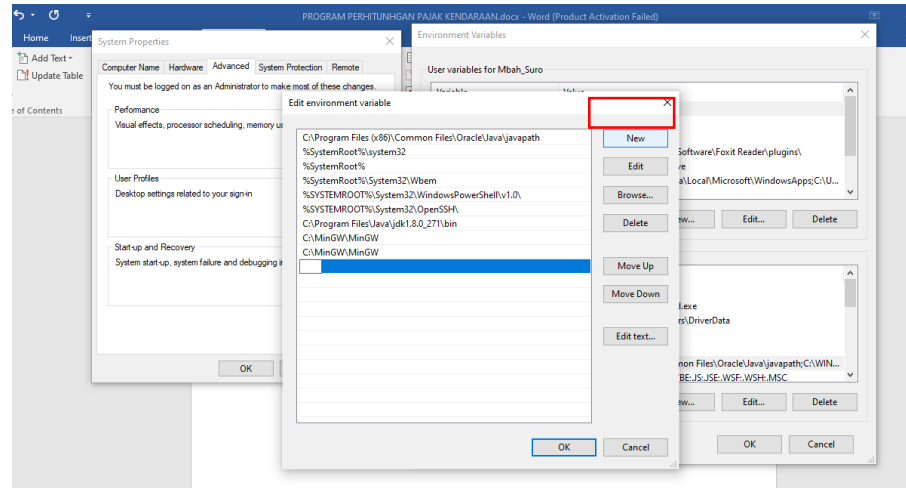 PROGRAM PERHITUNHGAN PAJAK KENDARAAN.docx - Word (Product Activation Failed)
Home Insert
Add Text
Update Table
of Contents
System Properties
Computer Name Hardware Advanced System Protection Remote
You must be logged on as an Administrator to make most of these changes.
Performance
Visual effects, processor scheduling, memory us
User Profiles
Desktop settings related to your sign-in
Start-up and Recovery
System start-up, system failure and debugging i
OK
Environment Variables
User variables for Mbah_Suro
Variable Value
Software\Foxit Reader\plugins\
ve
a\Local\Microsoft\WindowsApps;C:\U...
ew... Edit... Delete
d.exe
rs\DriverData
mon Files\Oracle\Java\javapath;C:\WIN...
BE;.JS;.JSE;.WSF;.WSH;.MSC
ew... Edit... Delete
OK Cancel
Edit environment variable
C:\Program Files (x86)\Common Files\Oracle\Java\javapath
%SystemRoot%\system32
%SystemRoot%
%SystemRoot%\System32\Wbem
%SYSTEMROOT%\System32\WindowsPowerShell\v1.0\
%SYSTEMROOT%\System32\OpenSSH\
C:\Program Files\Java\jdk1.8.0_271\bin
C:\MinGW\MinGW
C:\MinGW\MinGW
New
Edit
Browse...
Delete
Move Up
Move Down
Edit text...
OK Cancel